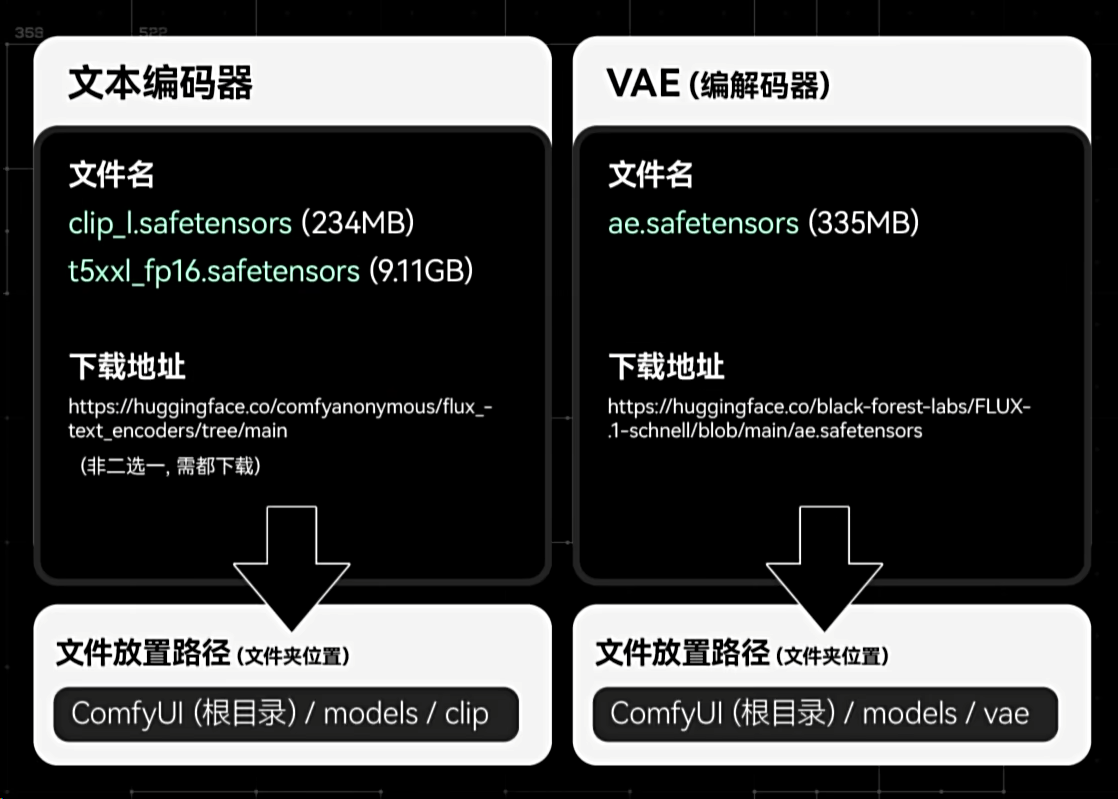 359
522
文本编码器
文件名
clip_l.safetensors (234MB)
t5xxl_fp16.safetensors (9.11GB)
下载地址
https://huggingface.co/comfyanonymous/flux_-
text_encoders/tree/main
(非二选一, 需都下载)
文件放置路径 (文件夹位置)
ComfyUI (根目录) / models / clip
VAE (编解码器)
文件名
ae.safetensors (335MB)
下载地址
https://huggingface.co/black-forest-labs/FLUX-
.1-schnell/blob/main/ae.safetensors
文件放置路径 (文件夹位置)
ComfyUI (根目录) / models / vae